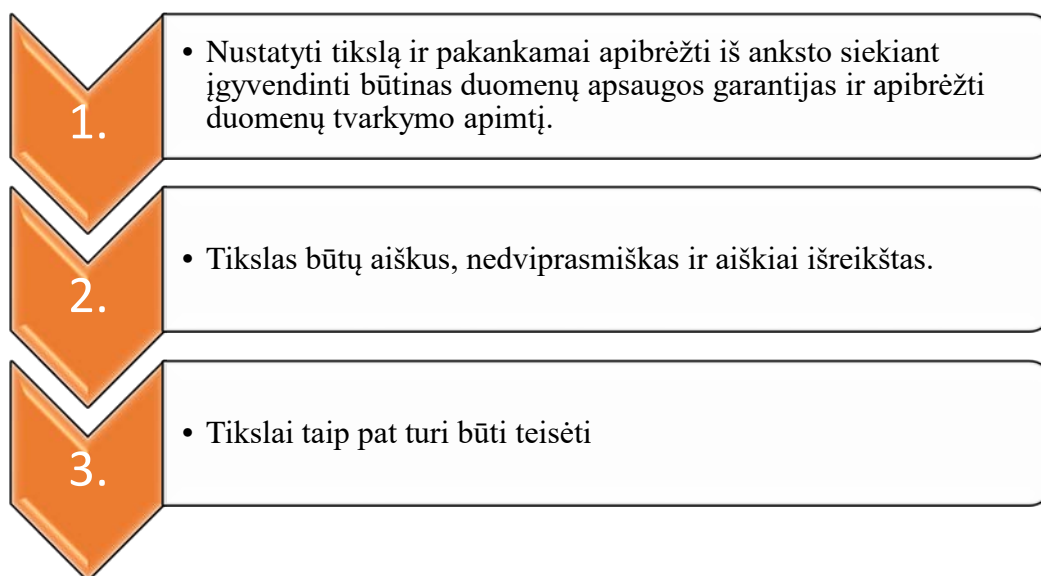 1.
• Nustatyti tikslą ir pakankamai apibrėžti iš anksto siekiant
įgyvendinti būtinas duomenų apsaugos garantijas ir apibrėžti
duomenų tvarkymo apimtį.
2.
• Tikslas būtų aiškus, nedviprasmiškas ir aiškiai išreikštas.
3.
• Tikslai taip pat turi būti teisėti